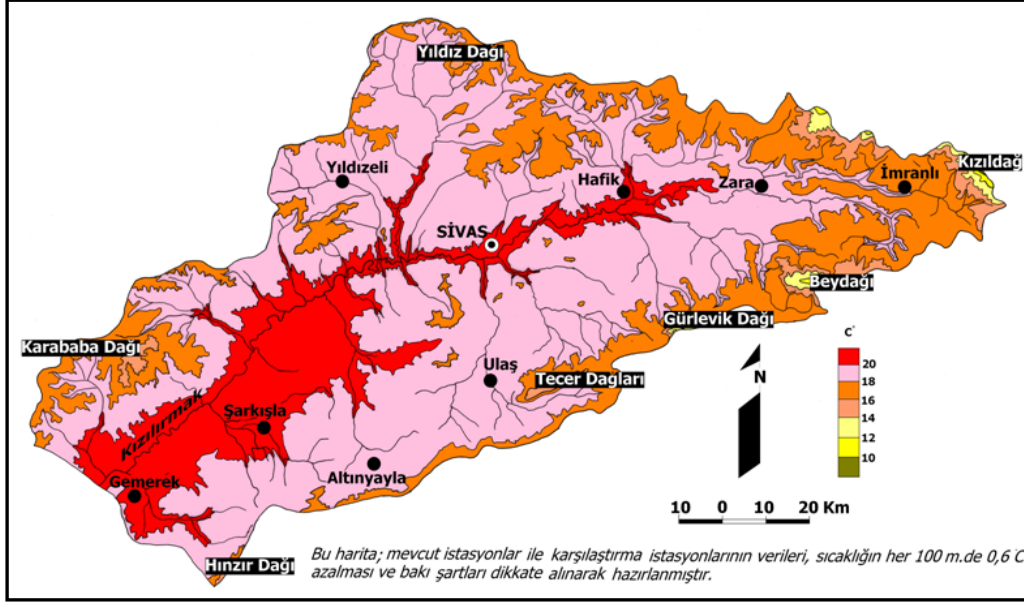 Yıldız Dağı
Kızıldağ
Yıldızeli
Hafik
Zara
İmranlı
SİVAS
Beydağı
Gürlevik Dağı
Karababa Dağı
Ulaş
Tecer Dagları
Kızılırmak
Şarkışla
Altınyayla
Gemerek
Hınzır Dağı
C°
20
18
16
14
12
10
N
10 0 10 20 Km
Bu harita; mevcut istasyonlar ile karşılaştırma istasyonlarının verileri, sıcaklığın her 100 m.de 0,6°C
azalması ve bakı şartları dikkate alınarak hazırlanmıştır.